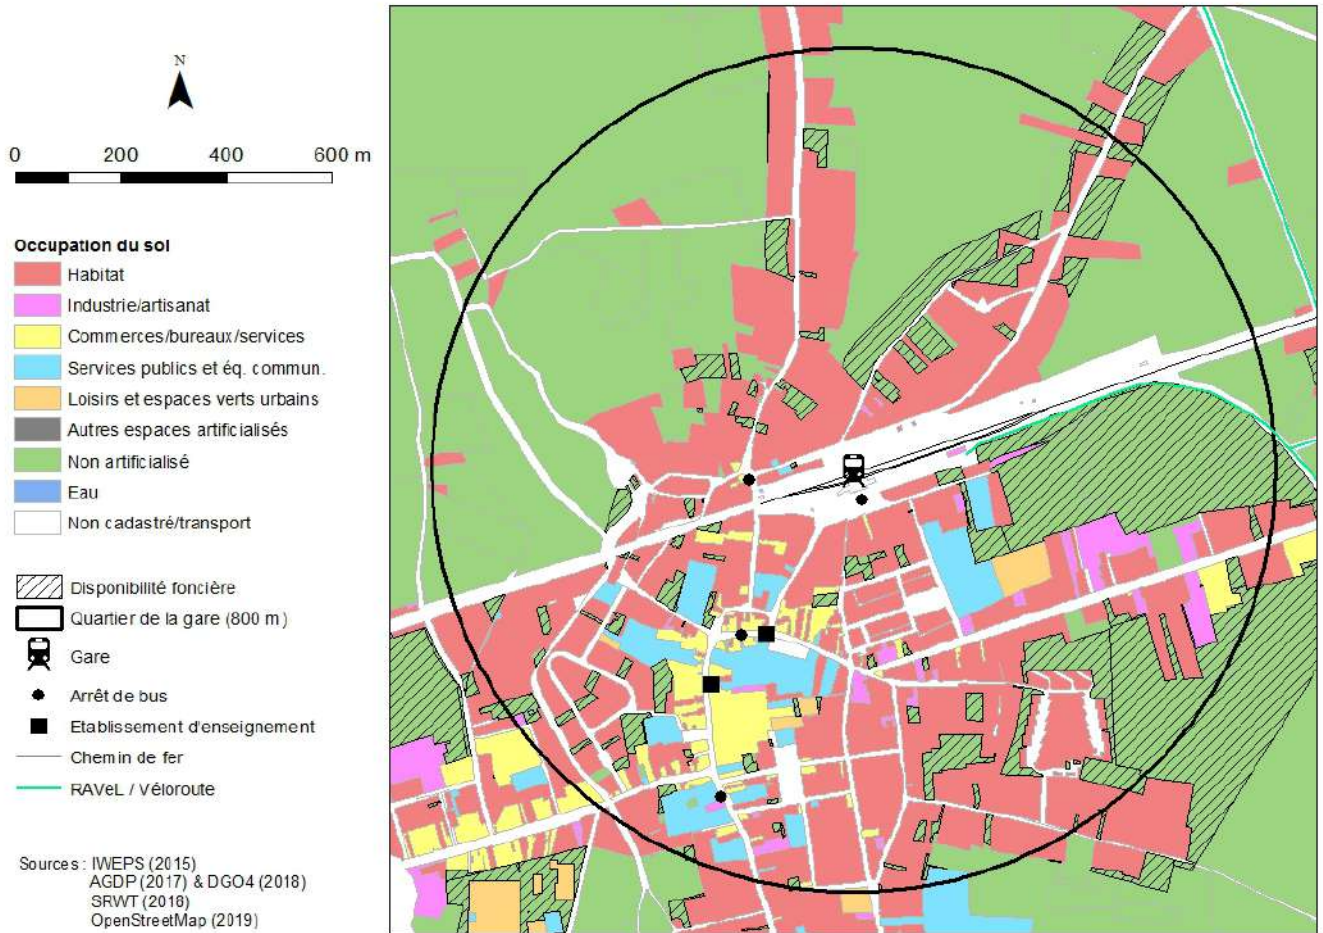 N
0 200 400 600 m
Occupation du sol
Habitat
Industrie/artisanat
Commerces/bureaux/services
Services publics et éq. commun.
Loisirs et espaces verts urbains
Autres espaces artificialisés
Non artificialisé
Eau
Non cadastré/transport
Disponibilité foncière
Quartier de la gare (800 m)
Gare
Arrêt de bus
Etablissement d'enseignement
Chemin de fer
RAVeL / Véloroute
Sources : IWEPS (2015)
AGDP (2017) & DGO4 (2018)
SRWT (2018)
OpenStreetMap (2019)